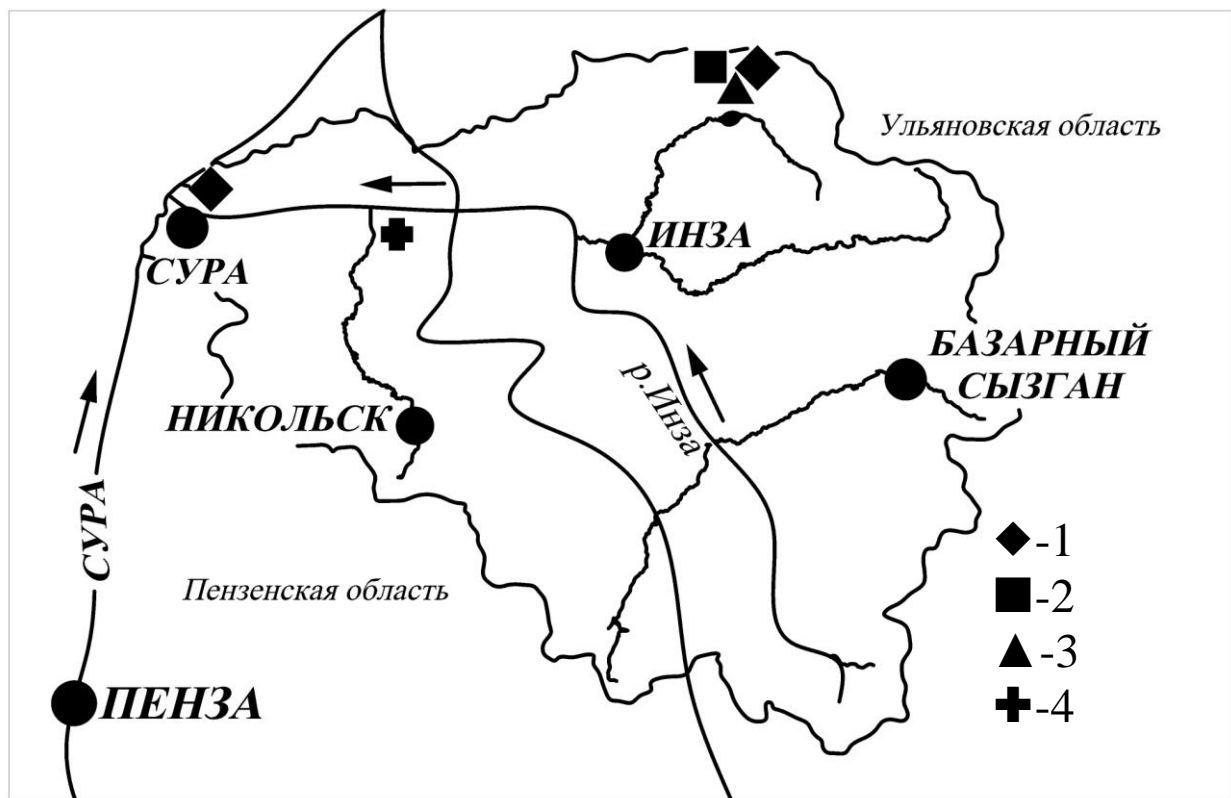 Ульяновская область
ИНЗА
СУРА
БАЗАРНЫЙ
СЫЗГАН
р.Инза
НИКОЛЬСК
СУРА
Пензенская область
ПЕНЗА
-1
-2
-3
-4